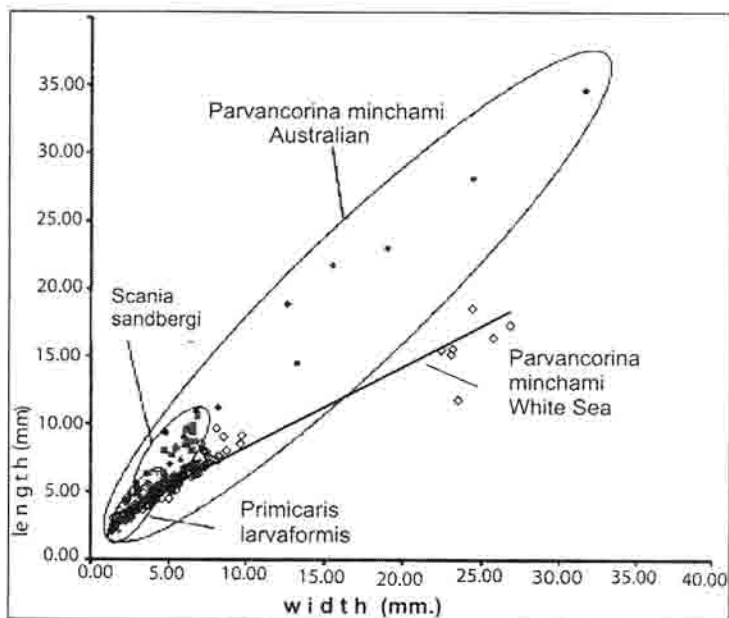 35.00
30.00
25.00
20.00
15.00
10.00
5.00
0.00
length (mm)
Parvancorina minchami
Australian
Scania
sandbergi
Parvancorina
minchami
White Sea
Primicaris
larvaformis
0.00 5.00 10.00 15.00 20.00 25.00 30.00 35.00 40.00
width (mm.)